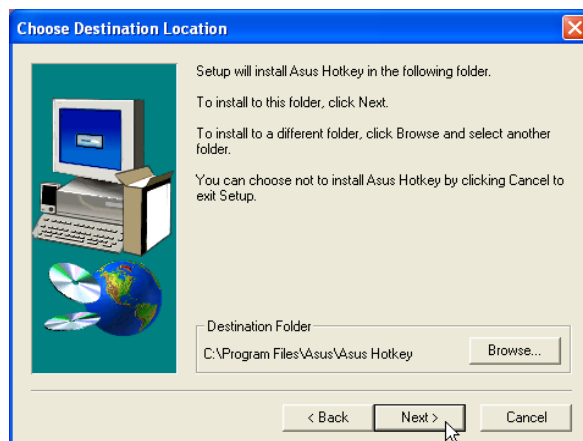 Choose Destination Location
Setup will install Asus Hotkey in the following folder.
To install to this folder, click Next.
To install to a different folder, click Browse and select another
folder.
You can choose not to install Asus Hotkey by clicking Cancel to
exit Setup.
Destination Folder
C:\Program Files\Asus\Asus Hotkey
Browse...
< Back
Next >
Cancel